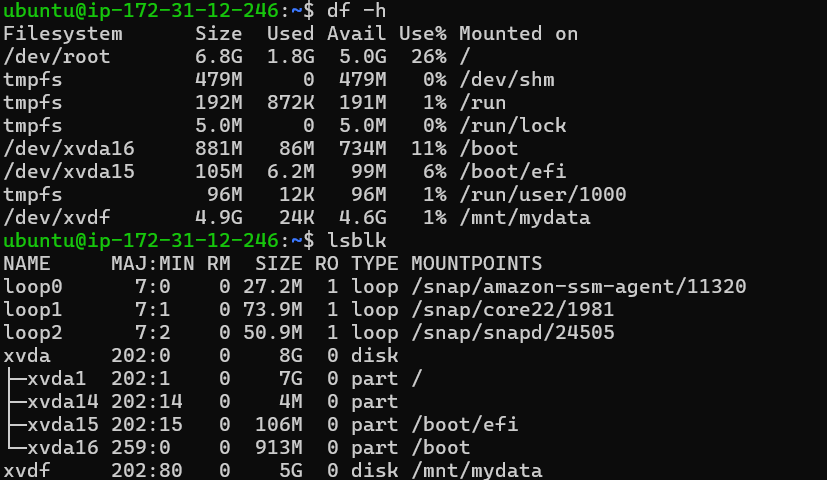 ubuntu@ip-172-31-12-246:~$ df -h
Filesystem      Size  Used Avail Use% Mounted on
/dev/root       6.8G  1.8G  5.0G  26% /
tmpfs           479M     0  479M   0% /dev/shm
tmpfs           192M  872K  191M   1% /run
tmpfs           5.0M     0  5.0M   0% /run/lock
/dev/xvda16     881M   86M  734M  11% /boot
/dev/xvda15     105M  6.2M   99M   6% /boot/efi
tmpfs            96M   12K   96M   1% /run/user/1000
/dev/xvdf       4.9G   24K  4.6G   1% /mnt/mydata
ubuntu@ip-172-31-12-246:~$ lsblk
NAME     MAJ:MIN RM  SIZE RO TYPE MOUNTPOINTS
loop0      7:0    0 27.2M  1 loop /snap/amazon-ssm-agent/11320
loop1      7:1    0 73.9M  1 loop /snap/core22/1981
loop2      7:2    0 50.9M  1 loop /snap/snapd/24505
xvda     202:0    0    8G  0 disk
├─xvda1  202:1    0    7G  0 part /
├─xvda14 202:14   0    4M  0 part
├─xvda15 202:15   0  106M  0 part /boot/efi
└─xvda16 259:0    0  913M  0 part /boot
xvdf     202:80   0    5G  0 disk /mnt/mydata